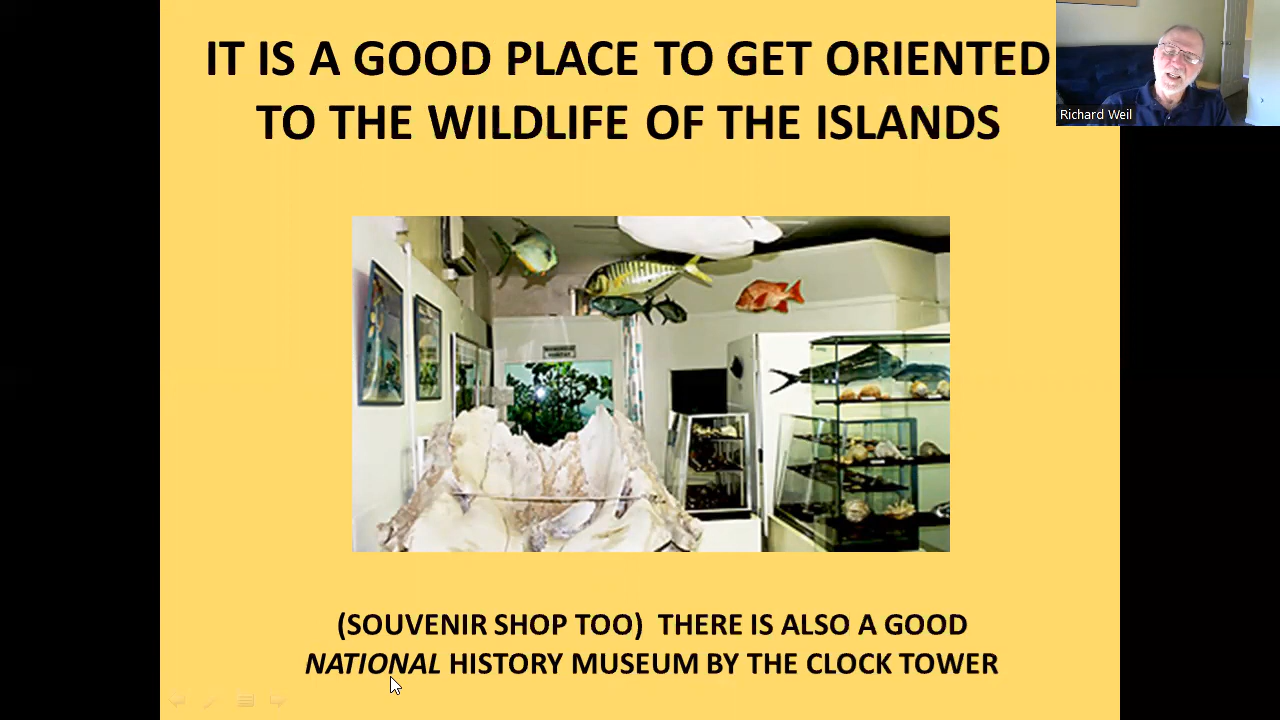 IT IS A GOOD PLACE TO GET ORIENTED
TO THE WILDLIFE OF THE ISLANDS
Richard Weil
(SOUVENIR SHOP TOO) THERE IS ALSO A GOOD
NATIONAL HISTORY MUSEUM BY THE CLOCK TOWER